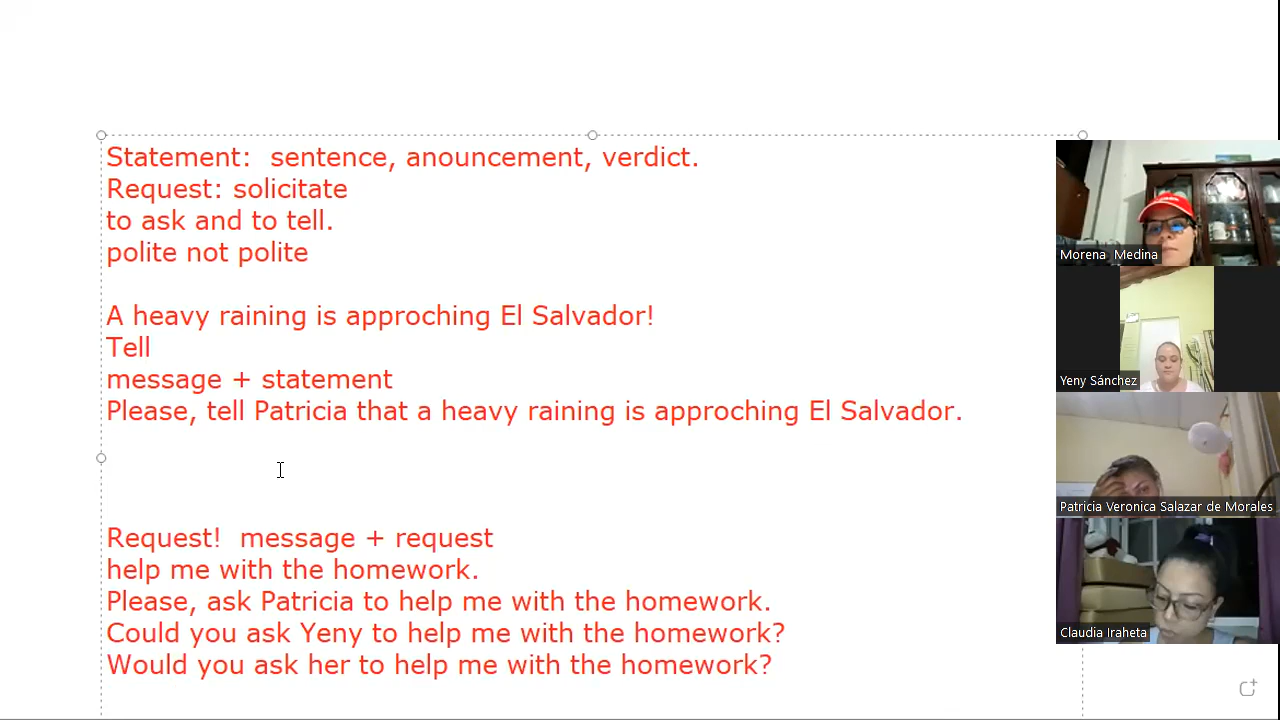 Statement:  sentence, anouncement, verdict.
Request: solicitate
to ask and to tell.
polite not polite
A heavy raining is approching El Salvador!
Tell
message + statement
Please, tell Patricia that a heavy raining is approching El Salvador.
Request!  message + request
help me with the homework.
Please, ask Patricia to help me with the homework.
Could you ask Yeny to help me with the homework?
Would you ask her to help me with the homework?
Morena  Medina
Yeny Sánchez
Patricia Veronica Salazar de Morales
Claudia Iraheta